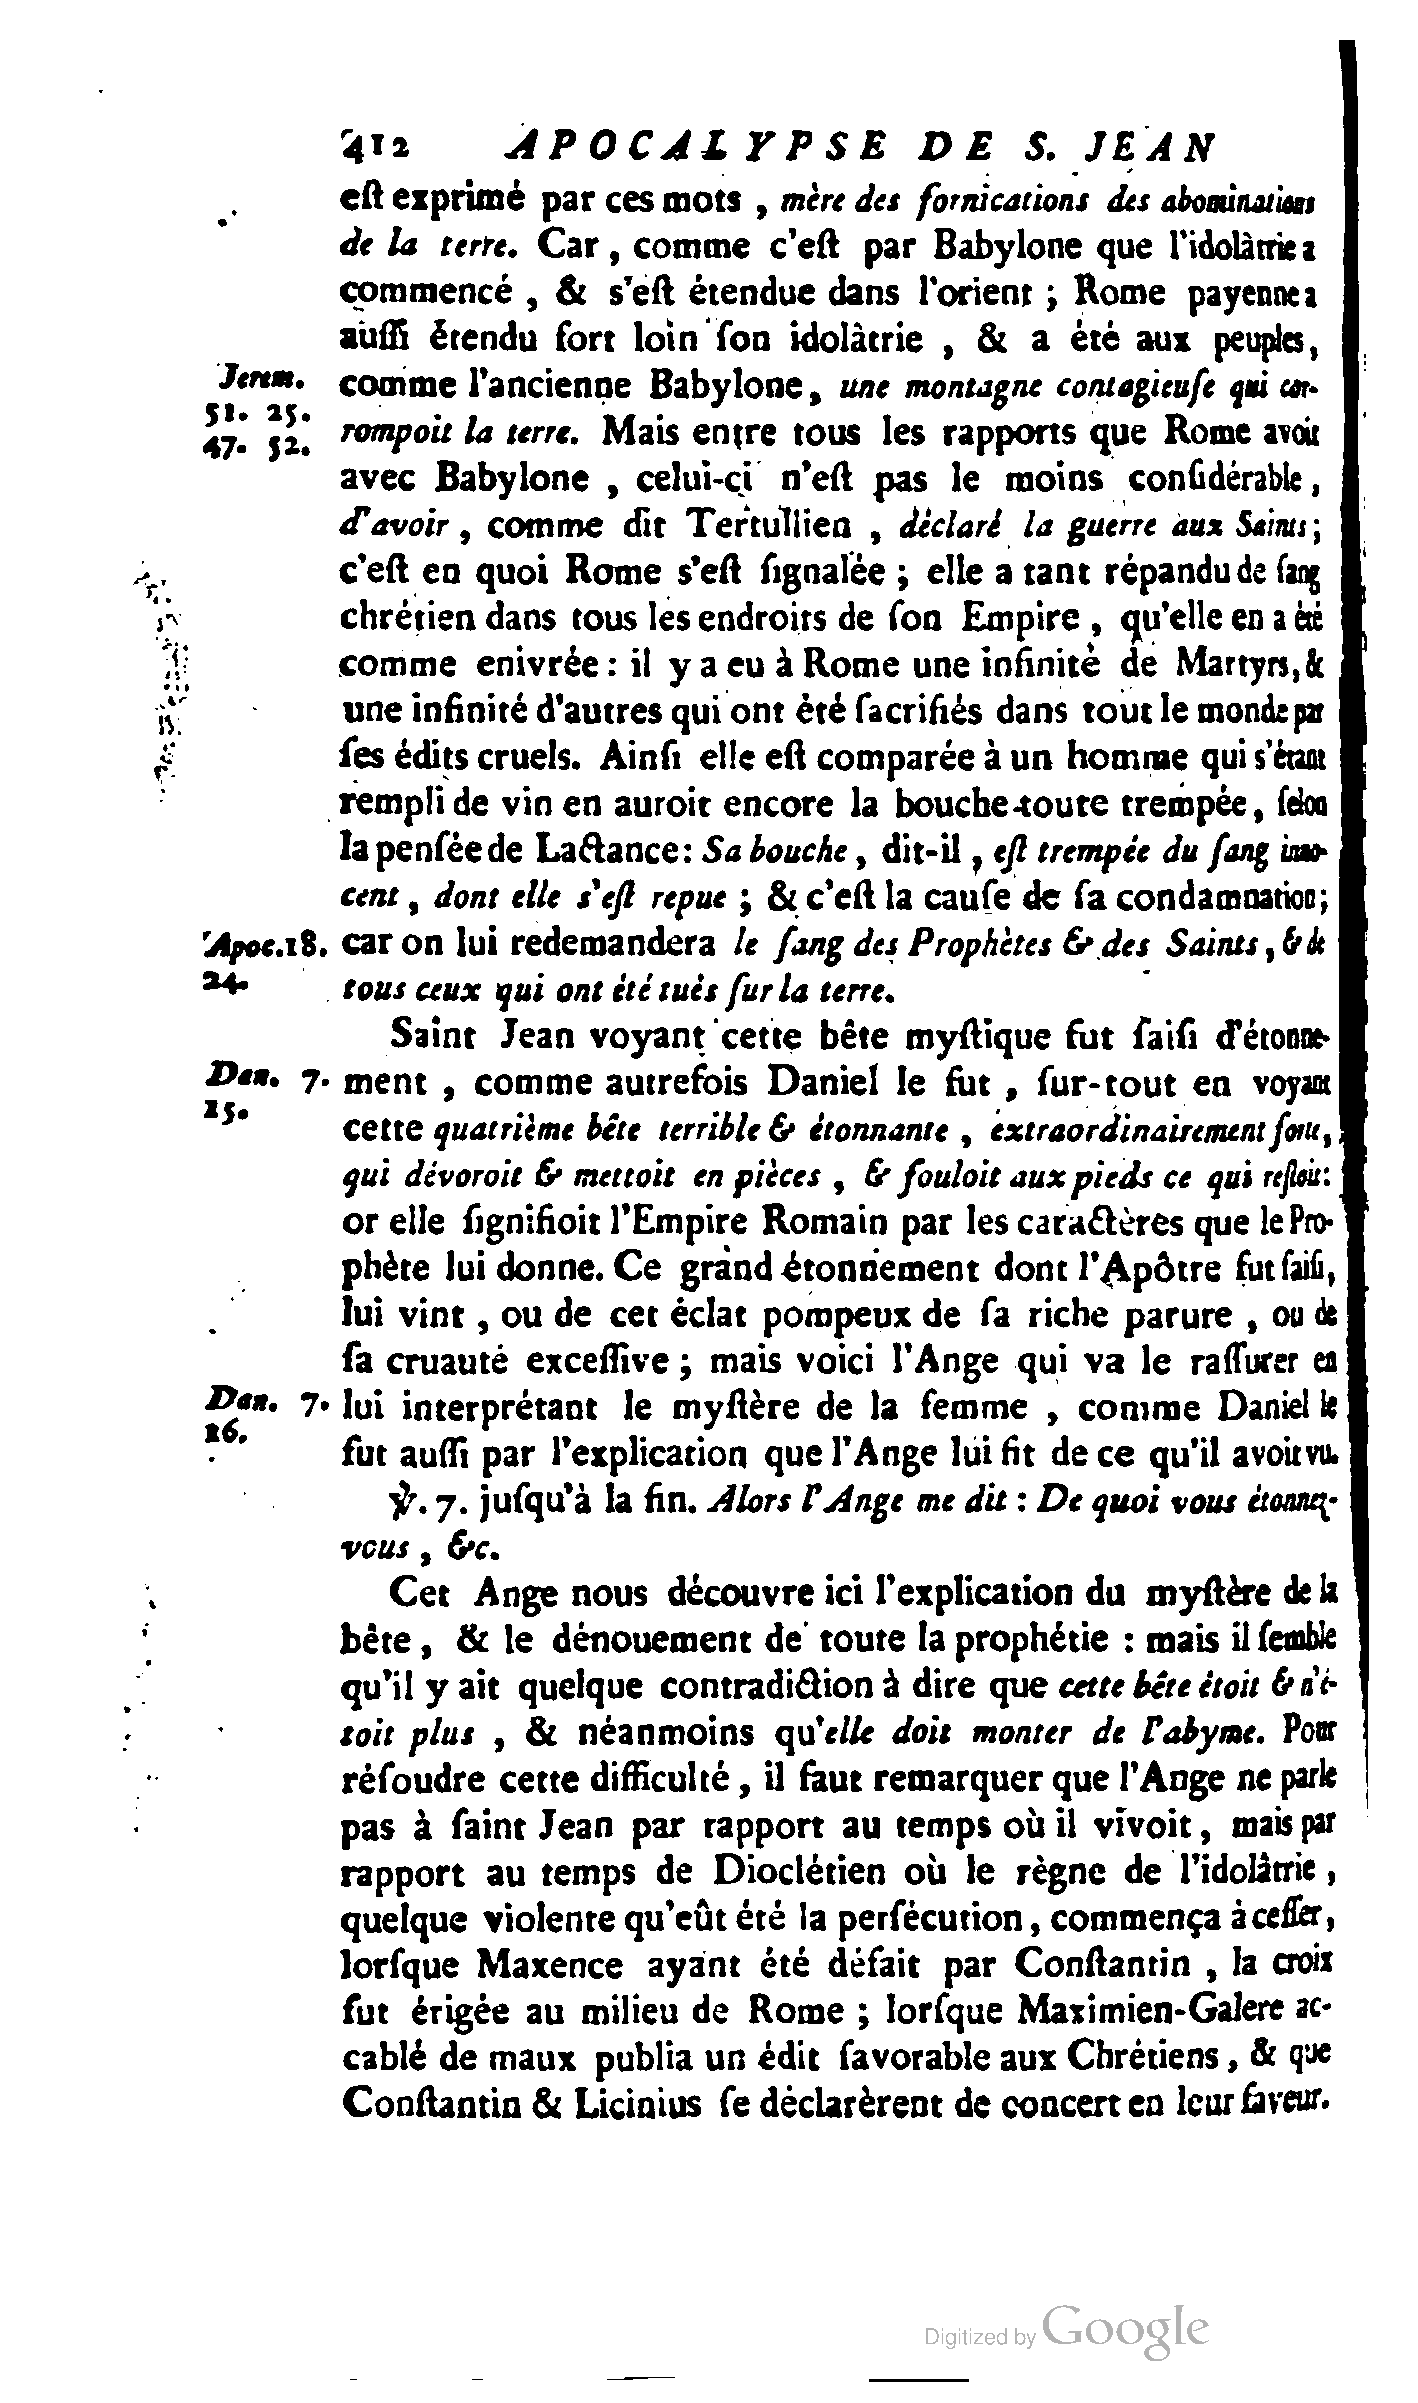 412 APOCALYPSE DE S. JEAN
eſt exprimé par ces mots , mère des fornications des abominations
de la terre. Car , comme c'eſt par Babylone que l'idolâtrie a
commencé , & s'eſt étendue dans l'orient ; Rome payenne a
auſſi étendu fort loin ſon idolâtrie , & a été aux peuples,
Jerem.
51. 25.
47. 52.
comme l'ancienne Babylone, une montagne contagieuſe qui cor-
rompoit la terre. Mais entre tous les rapports que Rome avoit
avec Babylone , celui-ci n'eſt pas le moins conſidérable,
d'avoir , comme dit Tertullien , déclaré la guerre aux Saints;
c'eſt en quoi Rome s'eſt ſignalée ; elle a tant répandu de ſang
chrétien dans tous les endroits de ſon Empire , qu'elle en a été
comme enivrée : il y a eu à Rome une infinité de Martyrs, &
une infinité d'autres qui ont été ſacrifiés dans tout le monde par
ſes édits cruels. Ainſi elle eſt comparée à un homme qui s'étant
rempli de vin en auroit encore la bouche toute trempée, ſelon
la penſée de Lactance: Sa bouche, dit-il , eſt trempée du ſang inno-
cent , dont elle s'eſt repue ; & c'eſt la cauſe de ſa condamnation;
Apoc. 18.
24.
car on lui redemandera le ſang des Prophètes & des Saints, & de
tous ceux qui ont été tués ſur la terre.
Saint Jean voyant cette bête myſtique fut ſaiſi d'étonne-
Dan. 7.
15.
ment , comme autrefois Daniel le fut , ſur-tout en voyant
cette quatrième bête terrible & étonnante , extraordinairement forte,
qui dévoroit & mettoit en pièces , & fouloit aux pieds ce qui reſtoit:
or elle ſignifioit l'Empire Romain par les caractères que le Pro-
phète lui donne. Ce grand étonnement dont l'Apôtre fut ſaiſi,
lui vint , ou de cet éclat pompeux de ſa riche parure , ou de
ſa cruauté exceſſive ; mais voici l'Ange qui va le raſſurer en
Dan. 7.
16.
lui interprétant le myſtère de la femme , comme Daniel le
fut auſſi par l'explication que l'Ange lui fit de ce qu'il avoit vu.
℣. 7. juſqu'à la fin. Alors l'Ange me dit : De quoi vous étonnez-
vous , &c.
Cet Ange nous découvre ici l'explication du myſtère de la
bête , & le dénouement de toute la prophétie : mais il ſemble
qu'il y ait quelque contradiction à dire que cette bête étoit & n'é-
toit plus , & néanmoins qu'elle doit monter de l'abyme. Pour
réſoudre cette difficulté, il faut remarquer que l'Ange ne parle
pas à ſaint Jean par rapport au temps où il vivoit, mais par
rapport au temps de Dioclétien où le règne de l'idolâtrie,
quelque violente qu'eût été la perſécution, commença à ceſſer,
lorſque Maxence ayant été défait par Conſtantin , la croix
fut érigée au milieu de Rome ; lorſque Maximien-Galere ac-
cablé de maux publia un édit favorable aux Chrétiens, & que
Conſtantin & Licinius ſe déclarèrent de concert en leur faveur.
Digitized by Google